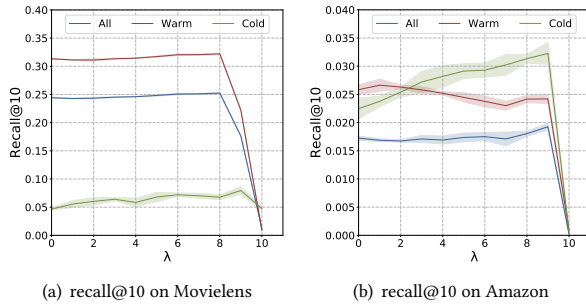 All Warm Cold
0.40
0.35
0.30
0.25
0.20
0.15
0.10
0.05
0.00
Recall@10
0 2 4 6 8 10
λ
(a) recall@10 on Movielens
All Warm Cold
0.035
0.030
0.025
0.020
0.015
0.010
0.005
0.000
Recall@10
0 2 4 6 8 10
λ
(b) recall@10 on Amazon